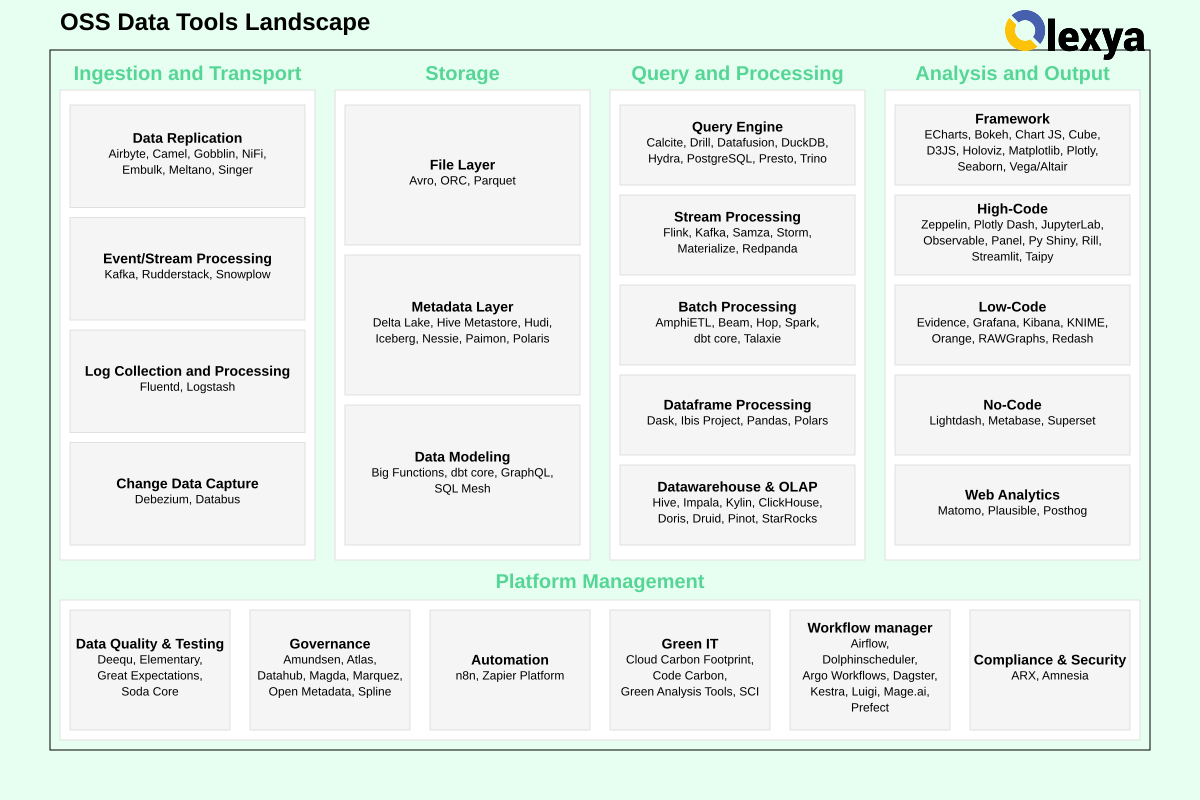 OSS Data Tools Landscape
lexya
Ingestion and Transport
Data Replication
Airbyte, Camel, Gobblin, NiFi,
Embulk, Meltano, Singer
Event/Stream Processing
Kafka, Rudderstack, Snowplow
Log Collection and Processing
Fluentd, Logstash
Change Data Capture
Debezium, Databus
Storage
File Layer
Avro, ORC, Parquet
Metadata Layer
Delta Lake, Hive Metastore, Hudi,
Iceberg, Nessie, Paimon, Polaris
Data Modeling
Big Functions, dbt core, GraphQL,
SQL Mesh
Query and Processing
Query Engine
Calcite, Drill, Datafusion, DuckDB,
Hydra, PostgreSQL, Presto, Trino
Stream Processing
Flink, Kafka, Samza, Storm,
Materialize, Redpanda
Batch Processing
AmphiETL, Beam, Hop, Spark,
dbt core, Talaxie
Dataframe Processing
Dask, Ibis Project, Pandas, Polars
Datawarehouse & OLAP
Hive, Impala, Kylin, ClickHouse,
Doris, Druid, Pinot, StarRocks
Analysis and Output
Framework
ECharts, Bokeh, Chart JS, Cube,
D3JS, Holoviz, Matplotlib, Plotly,
Seaborn, Vega/Altair
High-Code
Zeppelin, Plotly Dash, JupyterLab,
Observable, Panel, Py Shiny, Rill,
Streamlit, Taipy
Low-Code
Evidence, Grafana, Kibana, KNIME,
Orange, RAWGraphs, Redash
No-Code
Lightdash, Metabase, Superset
Web Analytics
Matomo, Plausible, Posthog
Platform Management
Data Quality & Testing
Deequ, Elementary,
Great Expectations,
Soda Core
Governance
Amundsen, Atlas,
Datahub, Magda, Marquez,
Open Metadata, Spline
Automation
n8n, Zapier Platform
Green IT
Cloud Carbon Footprint,
Code Carbon,
Green Analysis Tools, SCI
Workflow manager
Airflow,
Dolphinscheduler,
Argo Workflows, Dagster,
Kestra, Luigi, Mage.ai,
Prefect
Compliance & Security
ARX, Amnesia